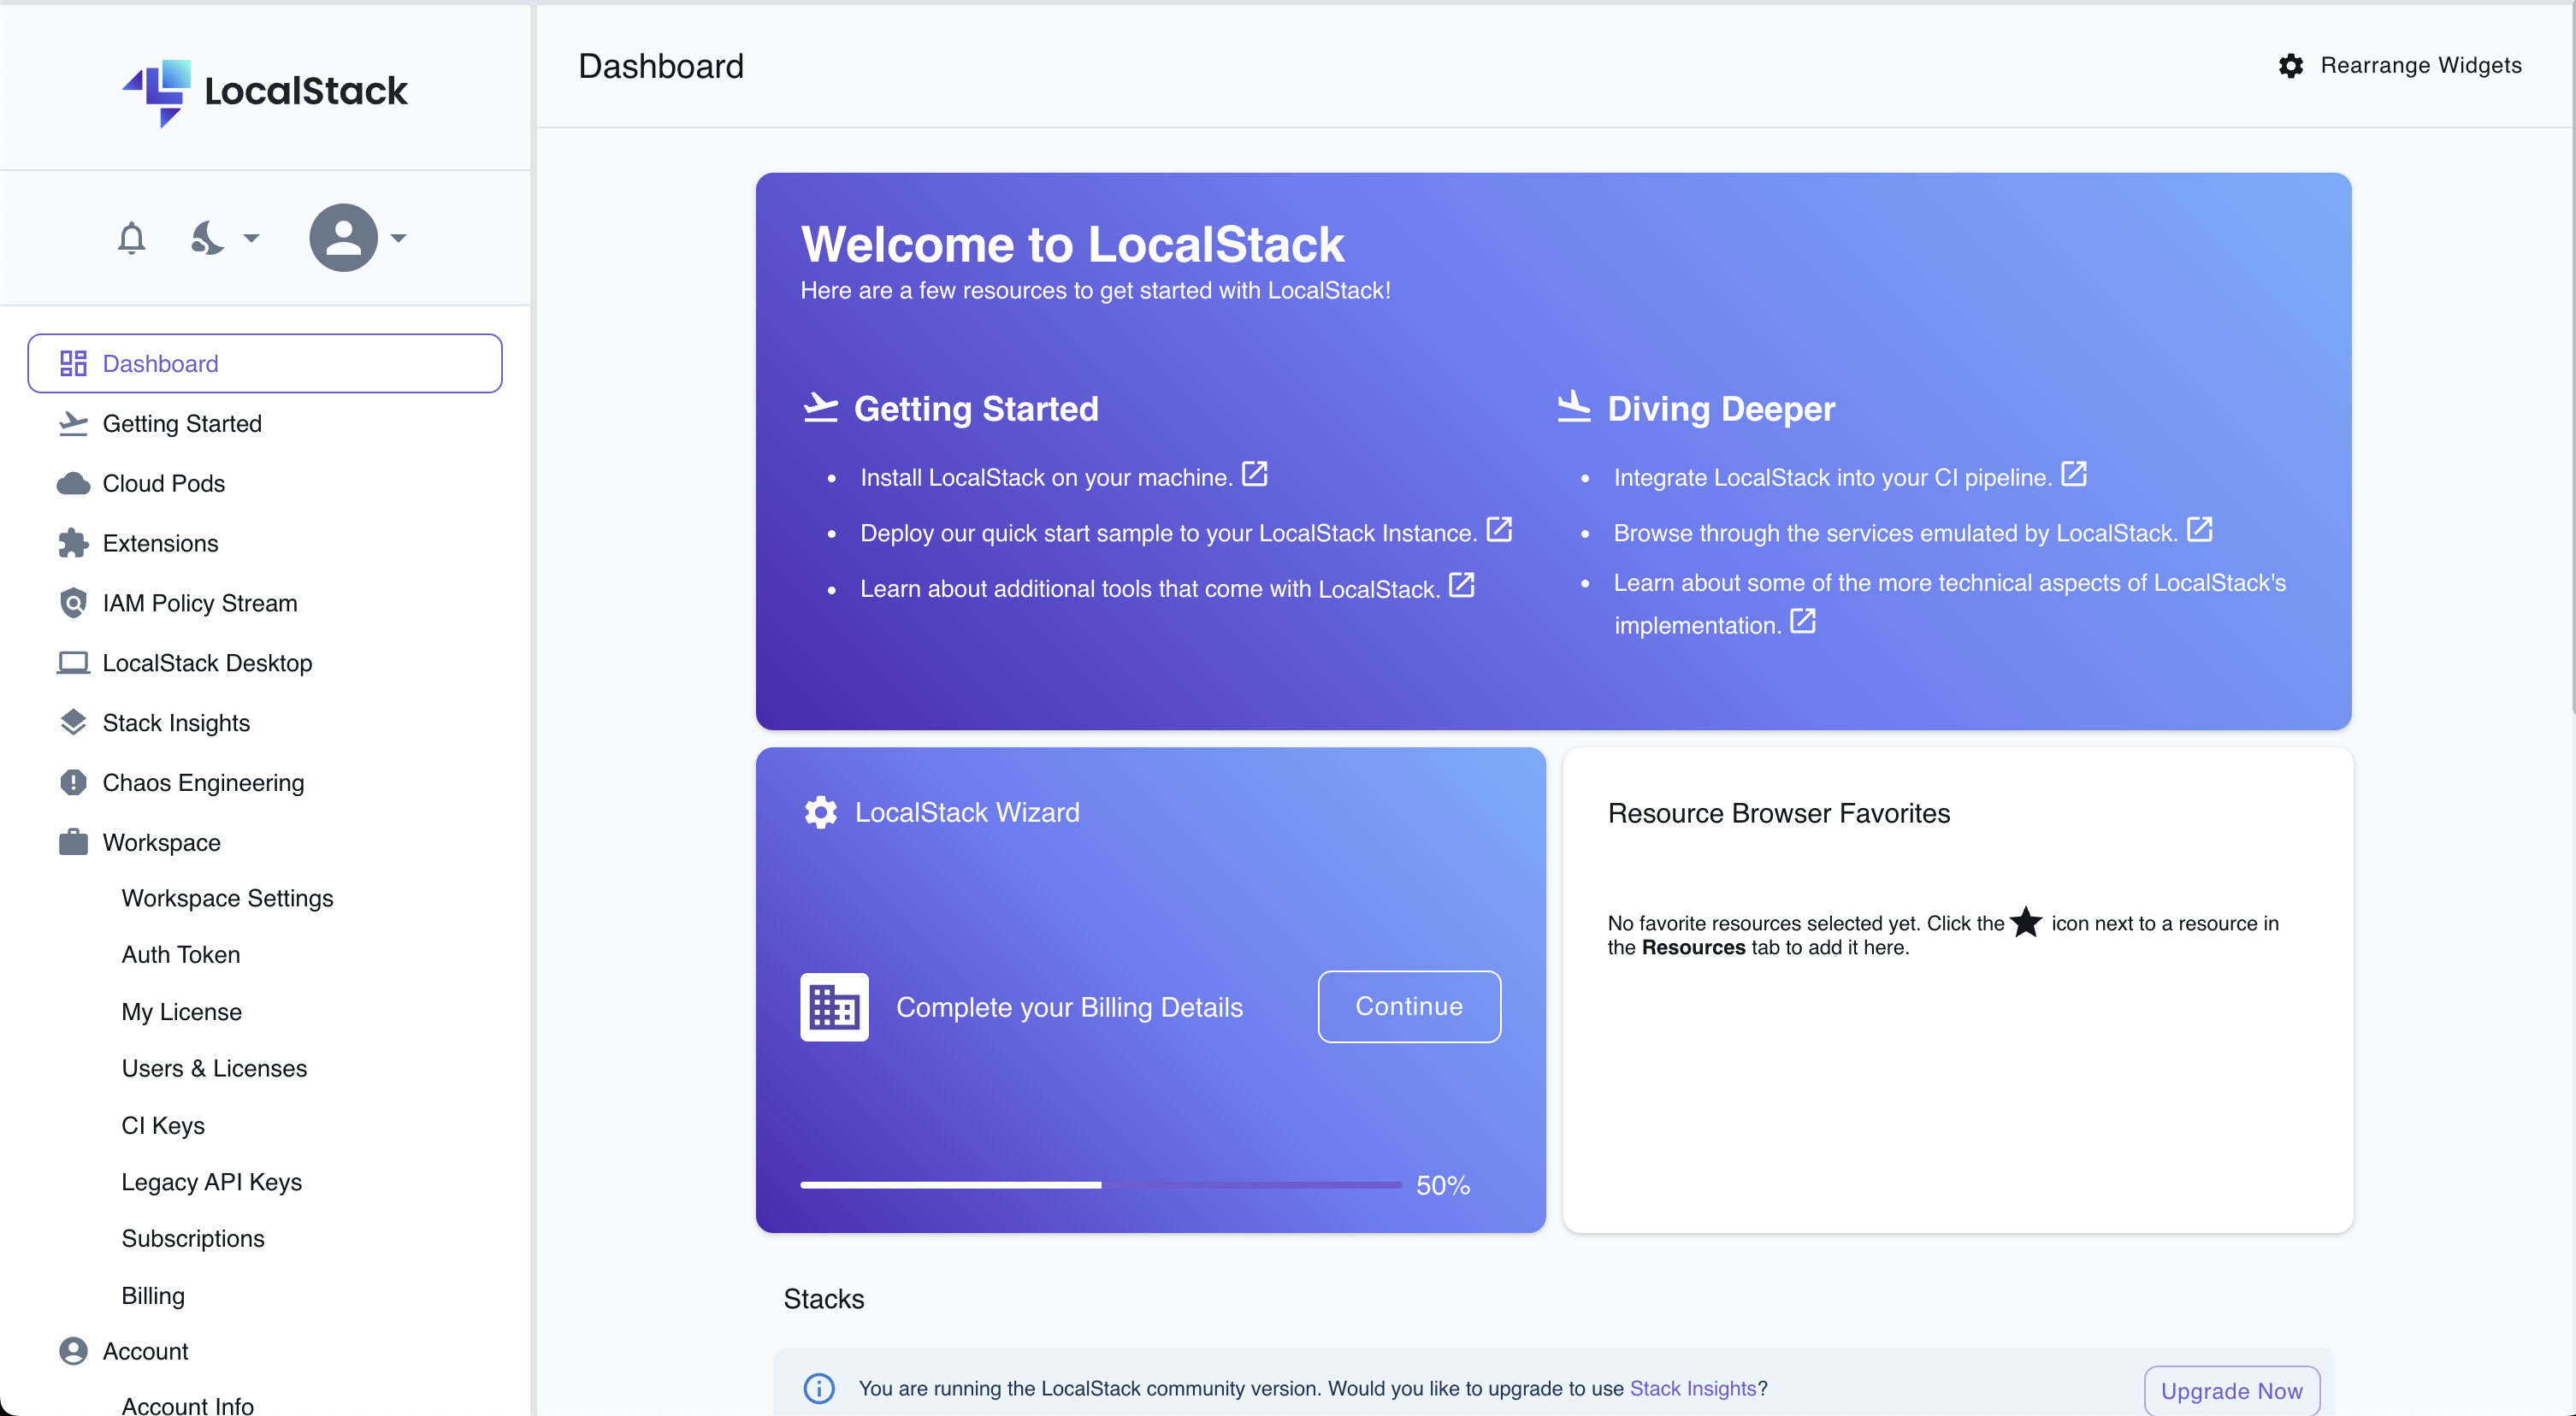 LocalStack
Dashboard
Getting Started
Cloud Pods
Extensions
IAM Policy Stream
LocalStack Desktop
Stack Insights
Chaos Engineering
Workspace
Workspace Settings
Auth Token
My License
Users & Licenses
CI Keys
Legacy API Keys
Subscriptions
Billing
Account
Account Info
Dashboard
Rearrange Widgets
Welcome to LocalStack
Here are a few resources to get started with LocalStack!
Getting Started
Install LocalStack on your machine.
Deploy our quick start sample to your LocalStack Instance.
Learn about additional tools that come with LocalStack.
Diving Deeper
Integrate LocalStack into your CI pipeline.
Browse through the services emulated by LocalStack.
Learn about some of the more technical aspects of LocalStack's
implementation.
LocalStack Wizard
Complete your Billing Details
Continue
50%
Resource Browser Favorites
No favorite resources selected yet. Click the icon next to a resource in
the Resources tab to add it here.
Stacks
You are running the LocalStack community version. Would you like to upgrade to use Stack Insights?
Upgrade Now